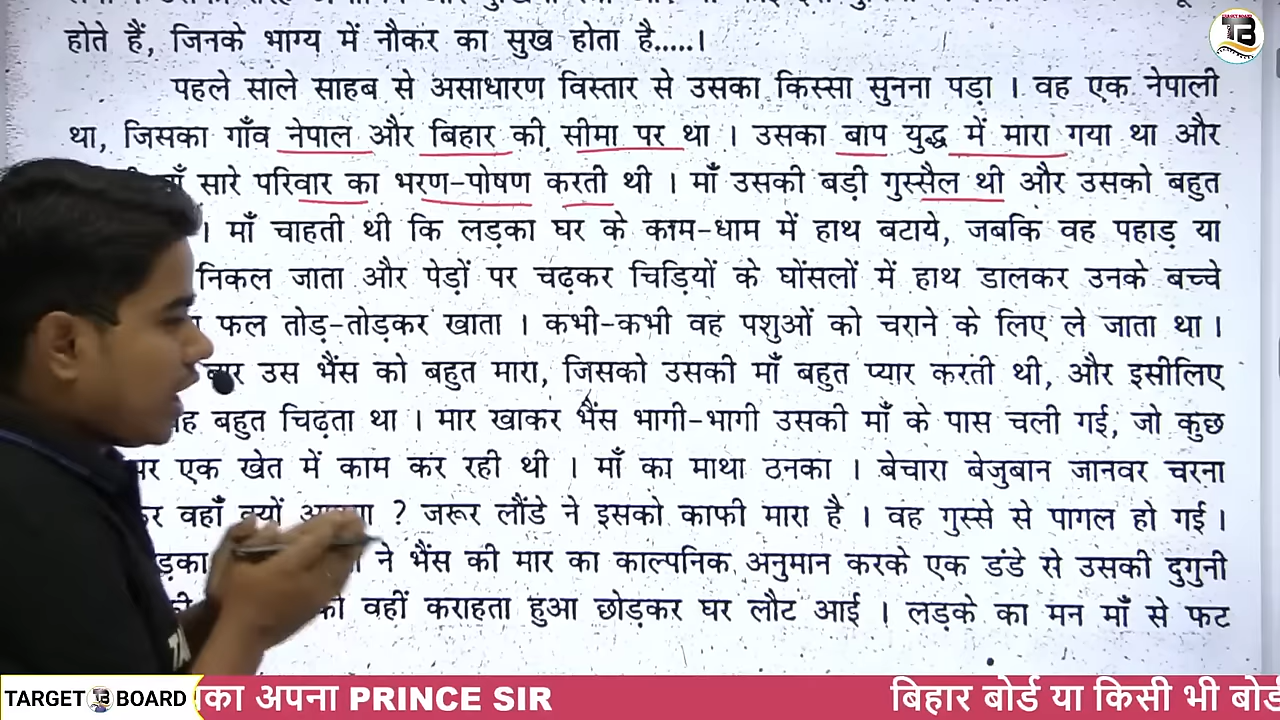 होते हैं, जिनके भाग्य में नौकर का सुख होता है.....।
TARGET BOARD
TB
पहले साले साहब से असाधारण विस्तार से उसका किस्सा सुनना पड़ा । वह एक नेपाली
था, जिसका गाँव नेपाल और बिहार की सीमा पर था । उसका बाप युद्ध में मारा गया था और
सारे परिवार का भरण-पोषण करती थी । माँ उसकी बड़ी गुस्सैल थी और उसको बहुत
। माँ चाहती थी कि लड़का घर के काम-धाम में हाथ बटाये, जबकि वह पहाड़ या
निकल जाता और पेड़ों पर चढ़कर चिड़ियों के घोंसलों में हाथ डालकर उनके बच्चे
फल तोड़-तोड़कर खाता । कभी-कभी वह पशुओं को चराने के लिए ले जाता था ।
उस भैंस को बहुत मारा, जिसको उसकी माँ बहुत प्यार करती थी, और इसीलिए
बहुत चिढ़ता था । मार खाकर भैंस भागी-भागी उसकी माँ के पास चली गई, जो कुछ
एक खेत में काम कर रही थी । माँ का माथा ठनका । बेचारा बेजुबान जानवर चरना
वहाँ क्यों ? जरूर लौंडे ने इसको काफी मारा है । वह गुस्से से पागल हो गई ।
ने भैंस की मार का काल्पनिक अनुमान करके एक डंडे से उसकी दुगुनी
वहीं कराहता हुआ छोड़कर घर लौट आई । लड़के का मन माँ से फट
TARGET TB BOARD
अपना PRINCE SIR
बिहार बोर्ड या किसी भी